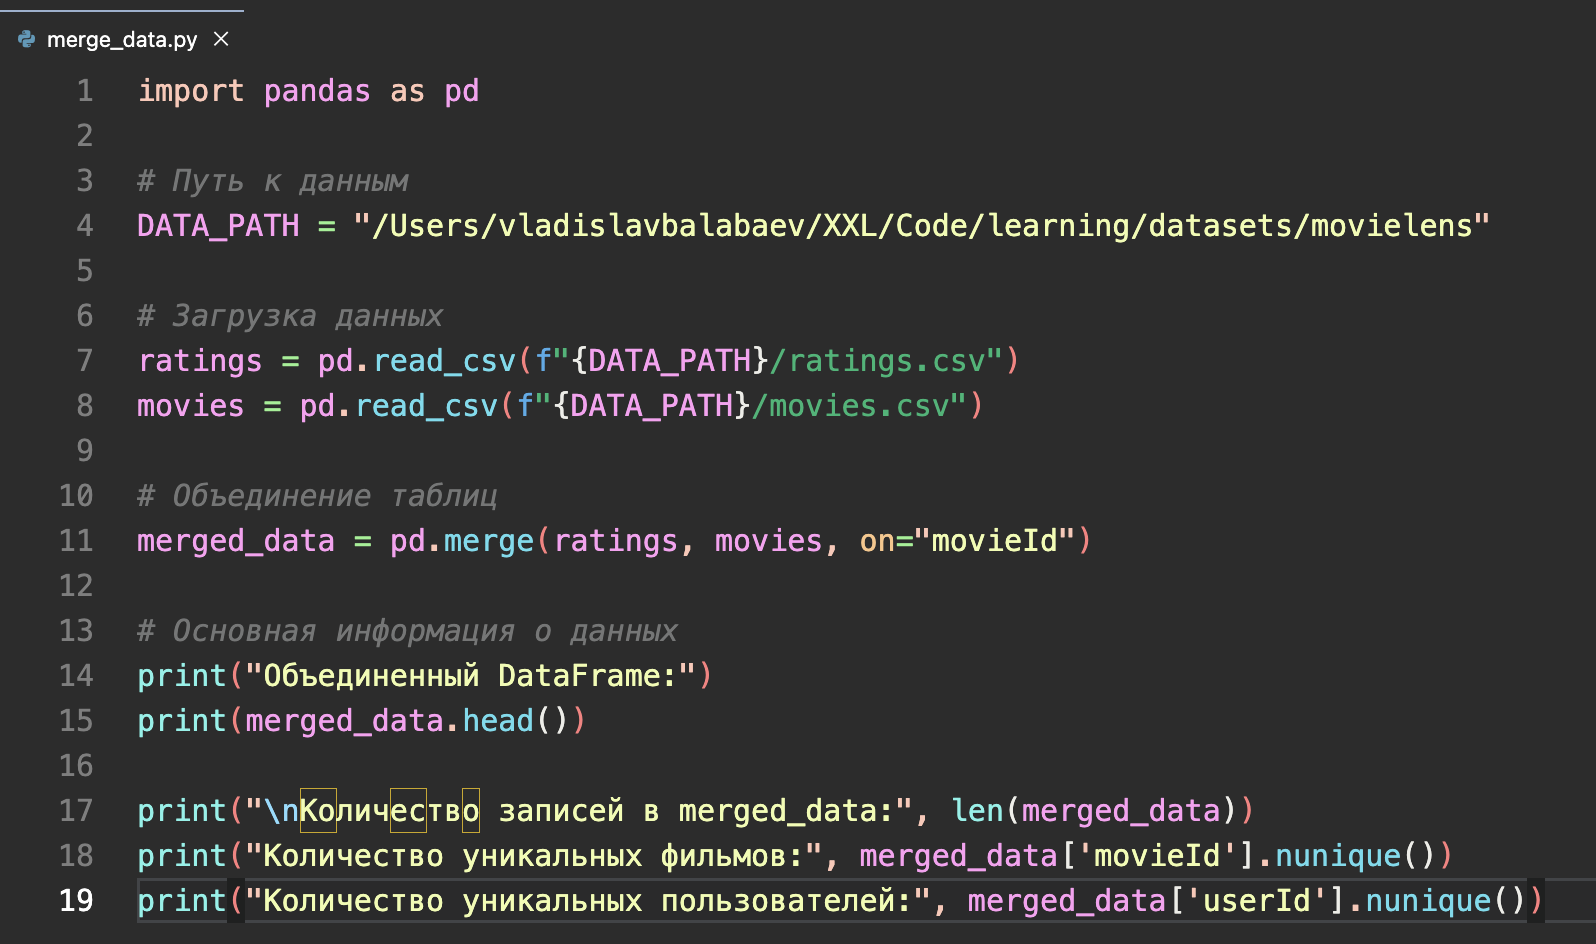 merge_data.py ×
1 import pandas as pd
2
3 # Путь к данным
4 DATA_PATH = "/Users/vladislavbalabaev/XXL/Code/learning/datasets/movielens"
5
6 # Загрузка данных
7 ratings = pd.read_csv(f"{DATA_PATH}/ratings.csv")
8 movies = pd.read_csv(f"{DATA_PATH}/movies.csv")
9
10 # Объединение таблиц
11 merged_data = pd.merge(ratings, movies, on="movieId")
12
13 # Основная информация о данных
14 print("Объединенный DataFrame:")
15 print(merged_data.head())
16
17 print("\nКоличество записей в merged_data:", len(merged_data))
18 print("Количество уникальных фильмов:", merged_data['movieId'].nunique())
19 print("Количество уникальных пользователей:", merged_data['userId'].nunique())